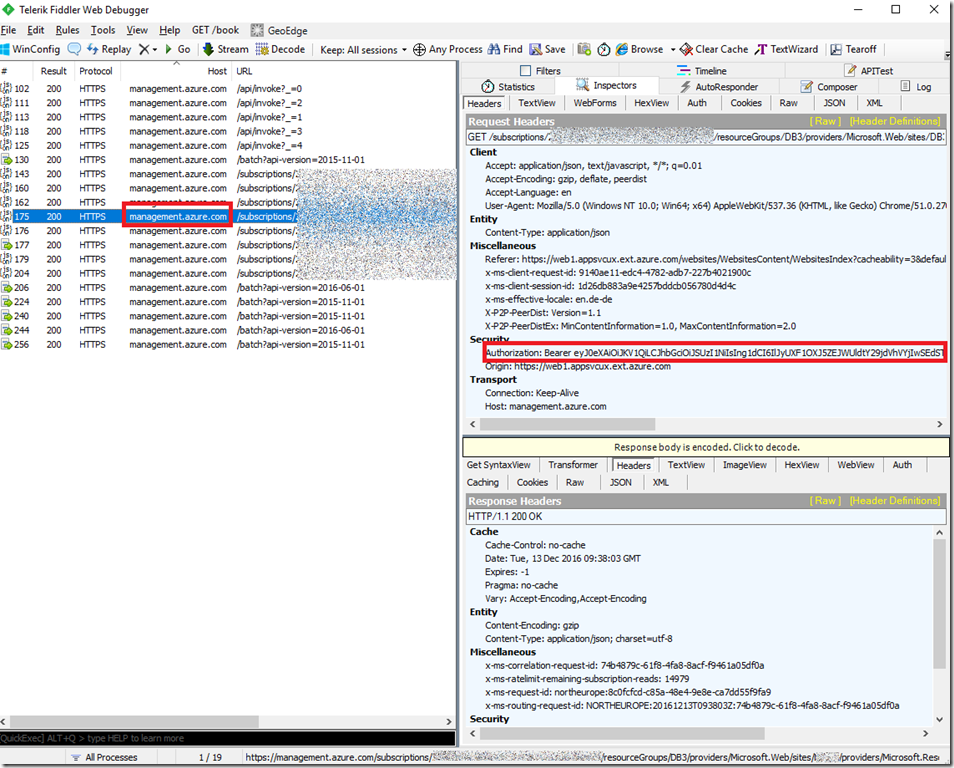 Telerik Fiddler Web Debugger
File Edit Rules Tools View Help GET /book GeoEdge
WinConfig Replay Go Stream Decode Keep: All sessions Any Process Find Save Browse Clear Cache TextWizard Tearoff
# Result Protocol Host URL
102 200 HTTPS management.azure.com /api/invoke?_=0
111 200 HTTPS management.azure.com /api/invoke?_=2
113 200 HTTPS management.azure.com /api/invoke?_=1
118 200 HTTPS management.azure.com /api/invoke?_=3
125 200 HTTPS management.azure.com /api/invoke?_=4
130 200 HTTPS management.azure.com /batch?api-version=2015-11-01
143 200 HTTPS management.azure.com /subscriptions/
160 200 HTTPS management.azure.com /subscriptions/
162 200 HTTPS management.azure.com /subscriptions/
175 200 HTTPS management.azure.com /subscriptions/
176 200 HTTPS management.azure.com /subscriptions/
177 200 HTTPS management.azure.com /subscriptions/
179 200 HTTPS management.azure.com /subscriptions/
204 200 HTTPS management.azure.com /subscriptions/
206 200 HTTPS management.azure.com /batch?api-version=2016-06-01
224 200 HTTPS management.azure.com /batch?api-version=2015-11-01
240 200 HTTPS management.azure.com /batch?api-version=2015-11-01
244 200 HTTPS management.azure.com /batch?api-version=2016-06-01
256 200 HTTPS management.azure.com /batch?api-version=2015-11-01
Filters Timeline APITest
Statistics Inspectors AutoResponder Composer Log
Headers TextView WebForms HexView Auth Cookies Raw JSON XML
Request Headers [ Raw ] [Header Definitions]
GET /subscriptions/ /resourceGroups/DB3/providers/Microsoft.Web/sites/DB3
Client
Accept: application/json, text/javascript, */*; q=0.01
Accept-Encoding: gzip, deflate, peerdist
Accept-Language: en
User-Agent: Mozilla/5.0 (Windows NT 10.0; Win64; x64) AppleWebKit/537.36 (KHTML, like Gecko) Chrome/51.0.270
Entity
Content-Type: application/json
Miscellaneous
Referer: https://web1.appsvcux.ext.azure.com/websites/WebsitesContent/WebsitesIndex?cacheability=3&defaul
x-ms-client-request-id: 9140ae11-edc4-4782-adb7-227b4021900c
x-ms-client-session-id: 1d26db883a9e4257bddcb056780d4d4c
x-ms-effective-locale: en.de-de
X-P2P-PeerDist: Version=1.1
X-P2P-PeerDistEx: MinContentInformation=1.0, MaxContentInformation=2.0
Security
Authorization: Bearer
Origin: https://web1.appsvcux.ext.azure.com
Transport
Connection: Keep-Alive
Host: management.azure.com
Response body is encoded. Click to decode.
Get SyntaxView Transformer Headers TextView ImageView HexView WebView Auth
Caching Cookies Raw JSON XML
Response Headers [ Raw ] [Header Definitions]
HTTP/1.1 200 OK
Cache
Cache-Control: no-cache
Date: Tue, 13 Dec 2016 09:38:03 GMT
Expires: -1
Pragma: no-cache
Vary: Accept-Encoding,Accept-Encoding
Entity
Content-Encoding: gzip
Content-Type: application/json; charset=utf-8
Miscellaneous
x-ms-correlation-request-id: 74b4879c-61f8-4fa8-8acf-f9461a05df0a
x-ms-ratelimit-remaining-subscription-reads: 14979
x-ms-request-id: northeurope:8c0fcfcd-c85a-48e4-9e8e-ca7dd55f9fa9
x-ms-routing-request-id: NORTHEUROPE:20161213T093803Z:74b4879c-61f8-4fa8-8acf-f9461a05df0a
Security
QuickExec] ALT+Q > type HELP to learn more
All Processes 1 / 19 https://management.azure.com/subscriptions/ /resourceGroups/DB3/providers/Microsoft.Web/sites/ /providers/Microsoft.Res